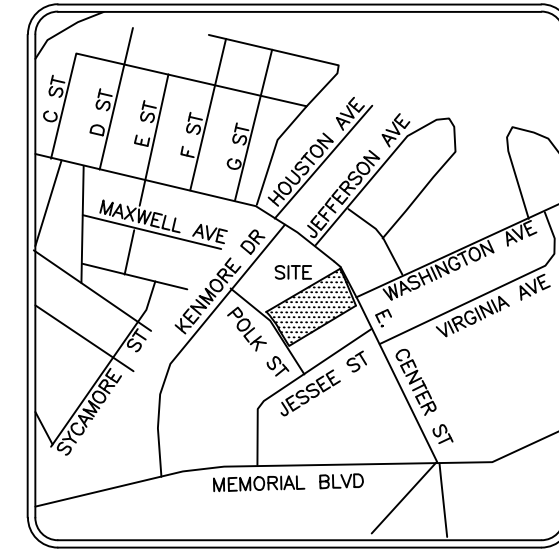 C ST
D ST
E ST
F ST
G ST
HOUSTON AVE
JEFFERSON AVE
MAXWELL AVE
KENMORE DR
SITE
WASHINGTON AVE
VIRGINIA AVE
E. CENTER ST
POLK ST
JESSEE ST
SYCAMORE ST
MEMORIAL BLVD